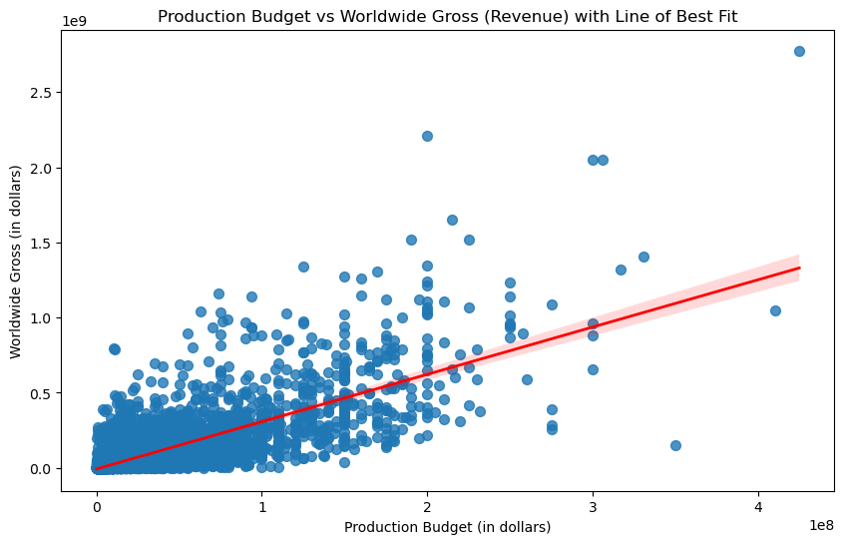 Production Budget vs Worldwide Gross (Revenue) with Line of Best Fit
1e9
2.5
2.0
1.5
1.0
0.5
0.0
Worldwide Gross (in dollars)
0 1 2 3 4
1e8
Production Budget (in dollars)